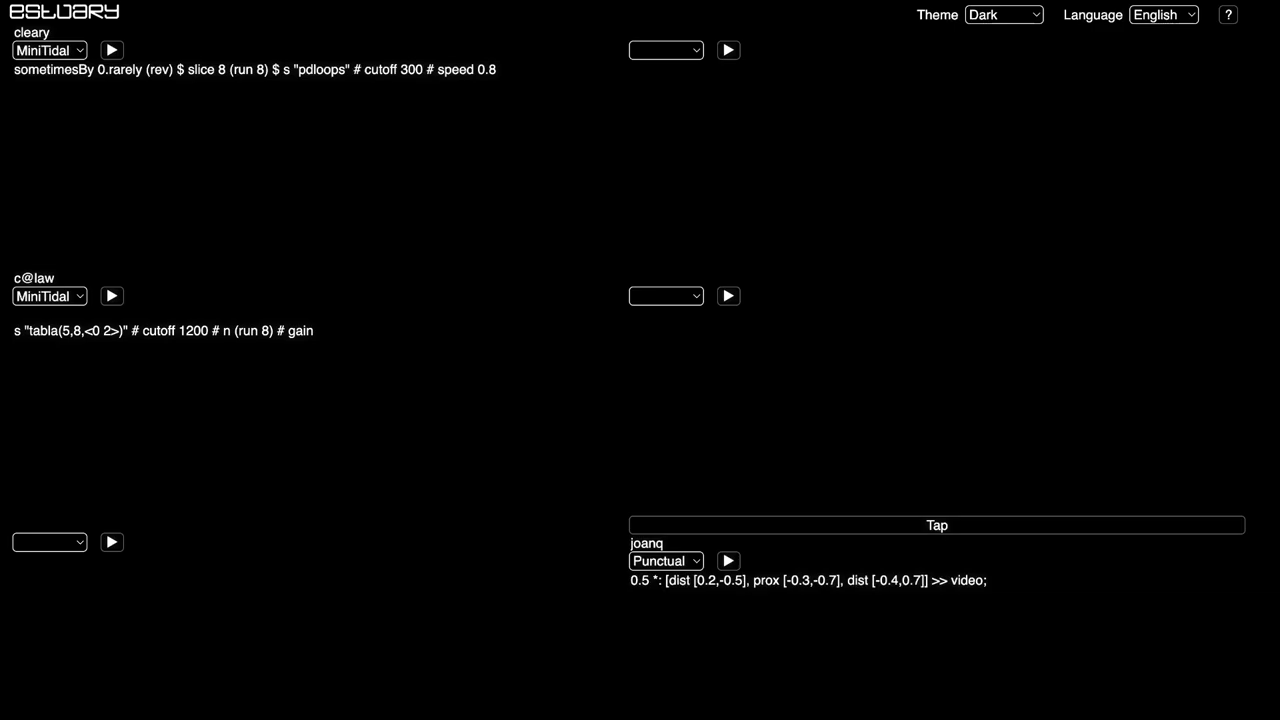 estuary
Theme Dark Language English ?
cleary
MiniTidal
sometimesBy 0.rarely (rev) $ slice 8 (run 8) $ s "pdloops" # cutoff 300 # speed 0.8
c@law
MiniTidal
s "tabla(5,8,<0 2>)" # cutoff 1200 # n (run 8) # gain
Tap
joanq
Punctual
0.5 *: [dist [0.2,-0.5], prox [-0.3,-0.7], dist [-0.4,0.7]] >> video;